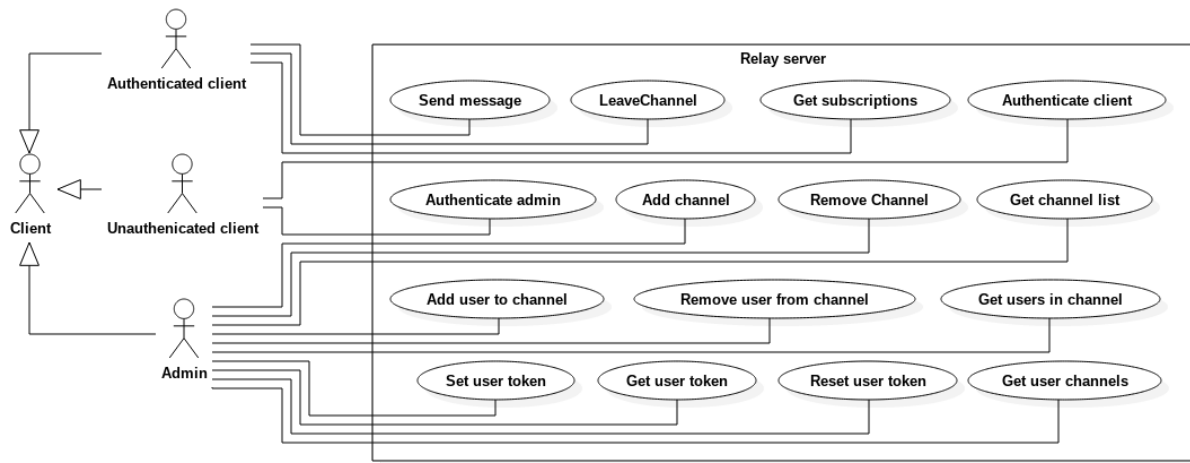 Relay server
Authenticated client
Send message
LeaveChannel
Get subscriptions
Authenticate client
Client
Unauthenicated client
Authenticate admin
Add channel
Remove Channel
Get channel list
Admin
Add user to channel
Remove user from channel
Get users in channel
Set user token
Get user token
Reset user token
Get user channels